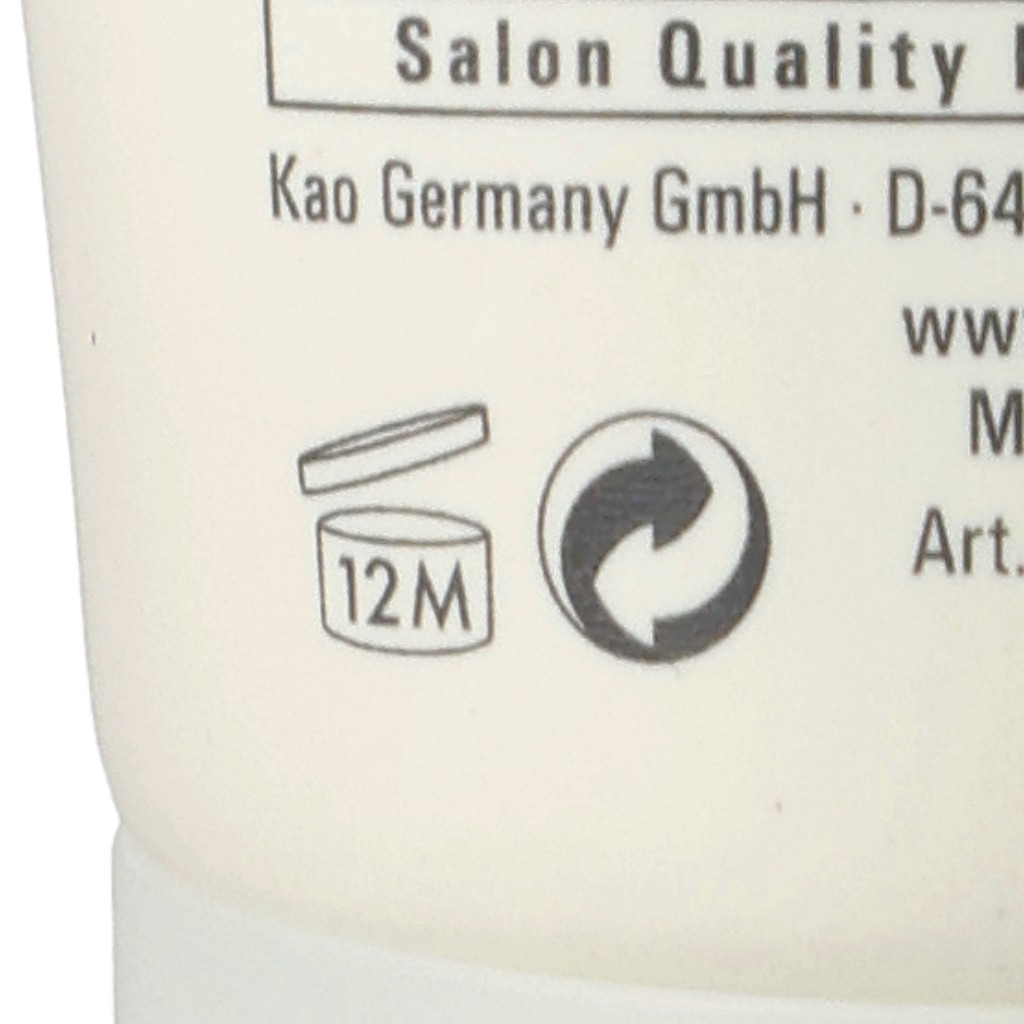 Salon Quality
Kao Germany GmbH · D-64
ww
M
Art.
12M